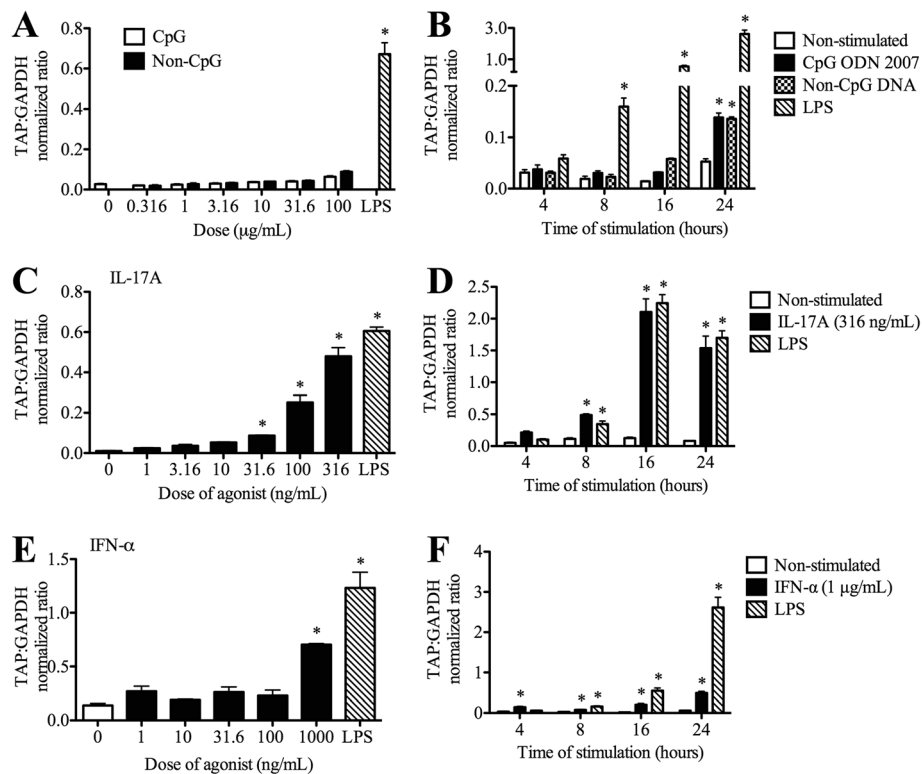 A
TAP:GAPDH
normalized ratio
0.8
0.6
0.4
0.2
0.0
CpG
Non-CpG
*
0 0.316 1 3.16 10 31.6 100 LPS
Dose (µg/mL)
B
TAP:GAPDH
normalized ratio
3.0
1.0
0.2
0.1
0.00
* * * * *
4 8 16 24
Time of stimulation (hours)
Non-stimulated
CpG ODN 2007
Non-CpG DNA
LPS
C
IL-17A
TAP:GAPDH
normalized ratio
0.8
0.6
0.4
0.2
0.0
* * * *
0 1 3.16 10 31.6 100 316 LPS
Dose of agonist (ng/mL)
D
TAP:GAPDH
normalized ratio
2.5
2.0
1.5
1.0
0.5
0.0
* * * * * *
4 8 16 24
Time of stimulation (hours)
Non-stimulated
IL-17A (316 ng/mL)
LPS
E
IFN-α
TAP:GAPDH
normalized ratio
1.5
1.0
0.5
0.0
* *
0 1 10 31.6 100 1000 LPS
Dose of agonist (ng/mL)
F
TAP:GAPDH
normalized ratio
4
3
2
1
0
* * * * * * *
4 8 16 24
Time of stimulation (hours)
Non-stimulated
IFN-α (1 µg/mL)
LPS